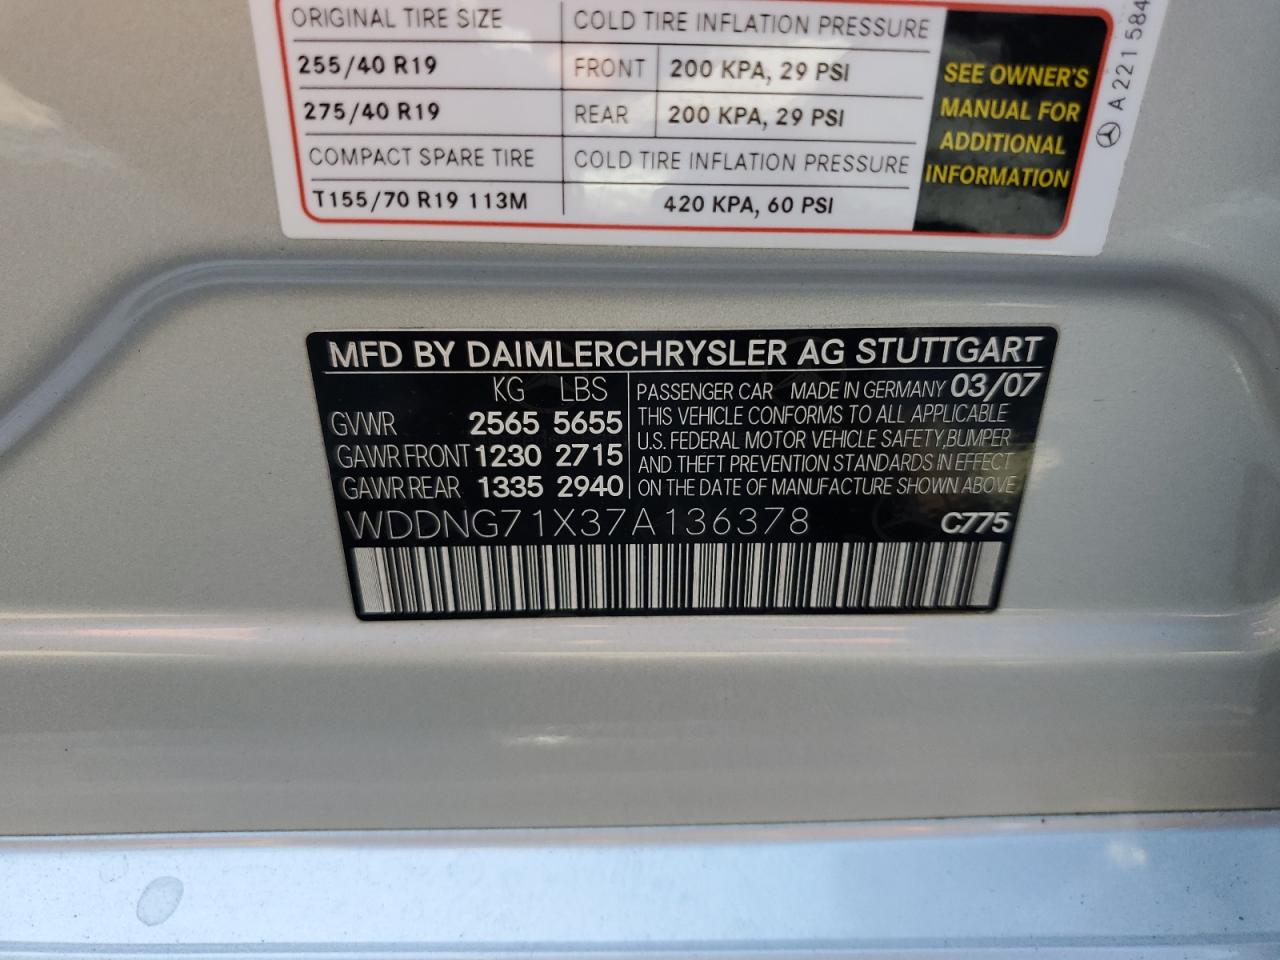 ORIGINAL TIRE SIZE COLD TIRE INFLATION PRESSURE
255/40 R19 FRONT 200 KPA, 29 PSI
275/40 R19 REAR 200 KPA, 29 PSI
COMPACT SPARE TIRE COLD TIRE INFLATION PRESSURE
T155/70 R19 113M 420 KPA, 60 PSI
SEE OWNER'S
MANUAL FOR
ADDITIONAL
INFORMATION
A 221 584
MFD BY DAIMLERCHRYSLER AG STUTTGART
KG LBS
GVWR 2565 5655
GAWR FRONT 1230 2715
GAWR REAR 1335 2940
PASSENGER CAR MADE IN GERMANY 03/07
THIS VEHICLE CONFORMS TO ALL APPLICABLE
U.S. FEDERAL MOTOR VEHICLE SAFETY,BUMPER
AND THEFT PREVENTION STANDARDS IN EFFECT
ON THE DATE OF MANUFACTURE SHOWN ABOVE
WDDNG71X37A136378 C775